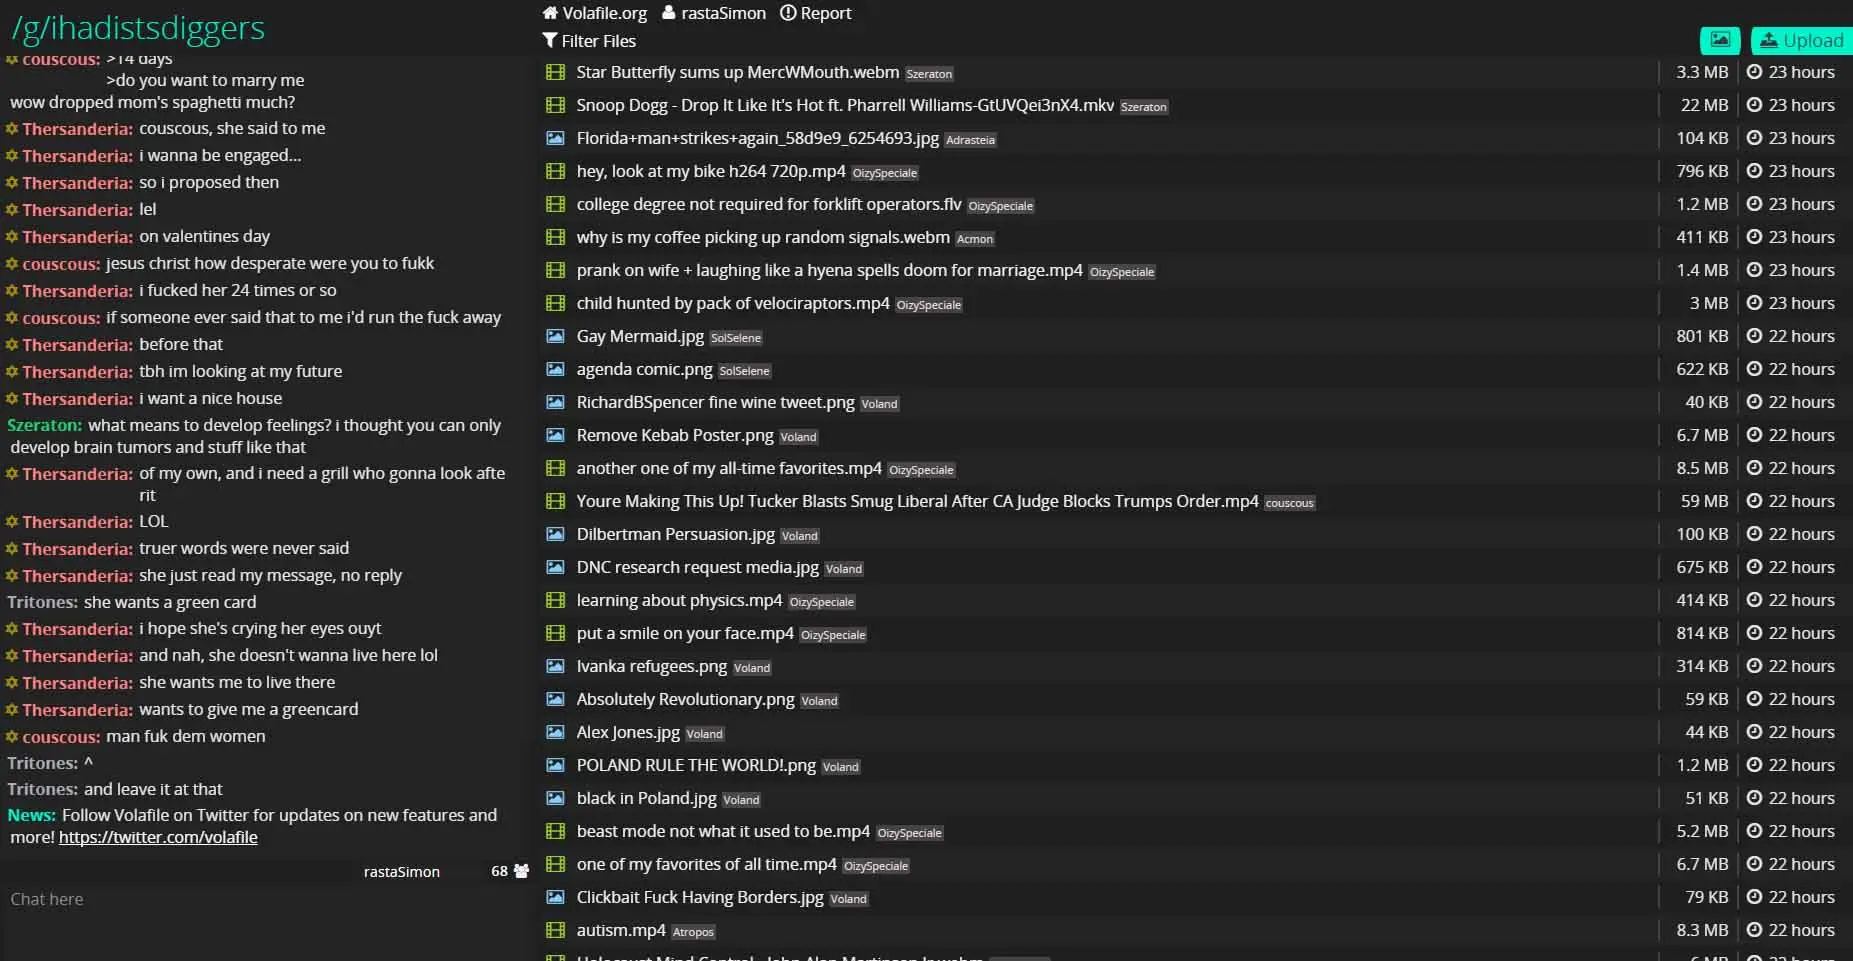 /g/ihadistsdiggers
couscous: >14 days
>do you want to marry me
wow dropped mom's spaghetti much?
Thersanderia: couscous, she said to me
Thersanderia: i wanna be engaged...
Thersanderia: so i proposed then
Thersanderia: lel
Thersanderia: on valentines day
couscous: jesus christ how desperate were you to fukk
Thersanderia: i fucked her 24 times or so
couscous: if someone ever said that to me i'd run the fuck away
Thersanderia: before that
Thersanderia: tbh im looking at my future
Thersanderia: i want a nice house
Szeraton: what means to develop feelings? i thought you can only
develop brain tumors and stuff like that
Thersanderia: of my own, and i need a grill who gonna look afte
rit
Thersanderia: LOL
Thersanderia: truer words were never said
Thersanderia: she just read my message, no reply
Tritones: she wants a green card
Thersanderia: i hope she's crying her eyes ouyt
Thersanderia: and nah, she doesn't wanna live here lol
Thersanderia: she wants me to live there
Thersanderia: wants to give me a greencard
couscous: man fuk dem women
Tritones: ^
Tritones: and leave it at that
News: Follow Volafile on Twitter for updates on new features and
more! https://twitter.com/volafile
rastaSimon 68
Chat here
Volafile.org rastaSimon Report
Filter Files
Upload
Star Butterfly sums up MercWMouth.webm Szeraton 3.3 MB 23 hours
Snoop Dogg - Drop It Like It's Hot ft. Pharrell Williams-GtUVQei3nX4.mkv Szeraton 22 MB 23 hours
Florida+man+strikes+again_58d9e9_6254693.jpg Adrasteia 104 KB 23 hours
hey, look at my bike h264 720p.mp4 OizySpeciale 796 KB 23 hours
college degree not required for forklift operators.flv OizySpeciale 1.2 MB 23 hours
why is my coffee picking up random signals.webm Acmon 411 KB 23 hours
prank on wife + laughing like a hyena spells doom for marriage.mp4 OizySpeciale 1.4 MB 23 hours
child hunted by pack of velociraptors.mp4 OizySpeciale 3 MB 23 hours
Gay Mermaid.jpg SolSelene 801 KB 22 hours
agenda comic.png SolSelene 622 KB 22 hours
RichardBSpencer fine wine tweet.png Voland 40 KB 22 hours
Remove Kebab Poster.png Voland 6.7 MB 22 hours
another one of my all-time favorites.mp4 OizySpeciale 8.5 MB 22 hours
Youre Making This Up! Tucker Blasts Smug Liberal After CA Judge Blocks Trumps Order.mp4 couscous 59 MB 22 hours
Dilbertman Persuasion.jpg Voland 100 KB 22 hours
DNC research request media.jpg Voland 675 KB 22 hours
learning about physics.mp4 OizySpeciale 414 KB 22 hours
put a smile on your face.mp4 OizySpeciale 814 KB 22 hours
Ivanka refugees.png Voland 314 KB 22 hours
Absolutely Revolutionary.png Voland 59 KB 22 hours
Alex Jones.jpg Voland 44 KB 22 hours
POLAND RULE THE WORLD!.png Voland 1.2 MB 22 hours
black in Poland.jpg Voland 51 KB 22 hours
beast mode not what it used to be.mp4 OizySpeciale 5.2 MB 22 hours
one of my favorites of all time.mp4 OizySpeciale 6.7 MB 22 hours
Clickbait Fuck Having Borders.jpg Voland 79 KB 22 hours
autism.mp4 Atropos 8.3 MB 22 hours